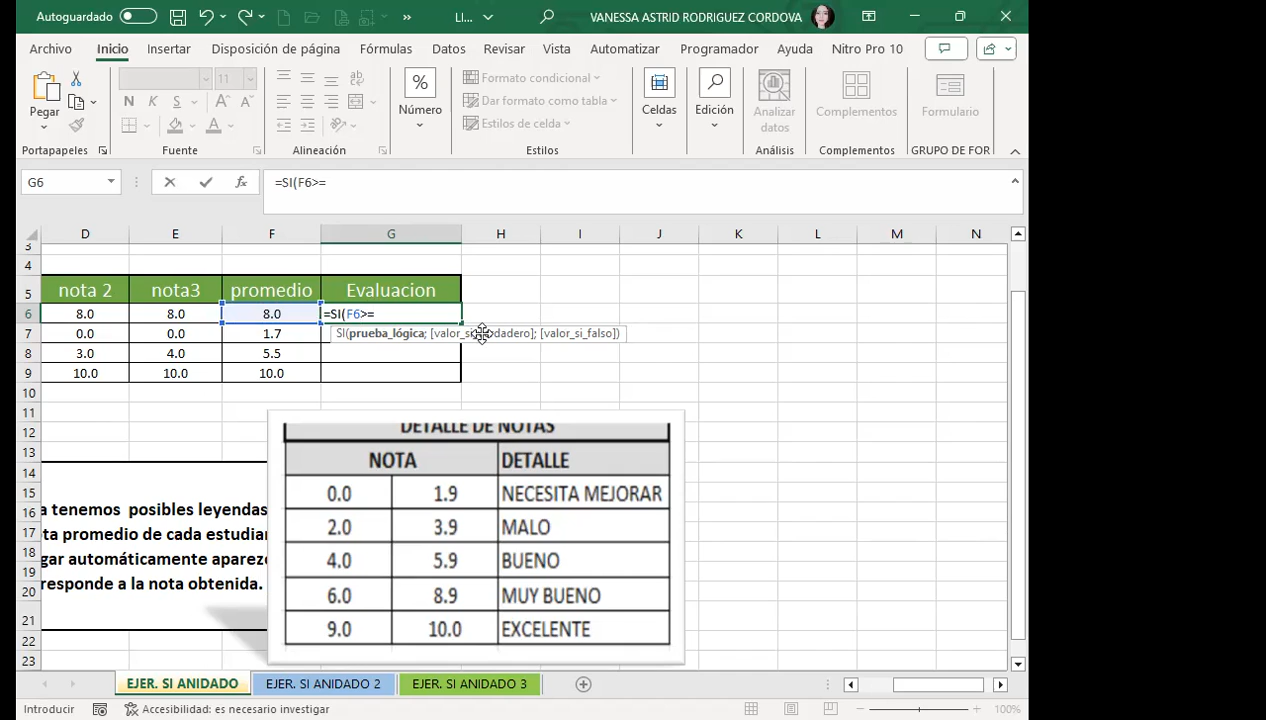 Autoguardado
LI...
VANESSA ASTRID RODRIGUEZ CORDOVA
Archivo Inicio Insertar Disposición de página Fórmulas Datos Revisar Vista Automatizar Programador Ayuda Nitro Pro 10
Pegar
11
N K S
A A
ab
Número
Formato condicional
Dar formato como tabla
Estilos de celda
Celdas
Edición
Analizar datos
Complementos
Formulario
Portapapeles Fuente Alineación Estilos Análisis Complementos GRUPO DE FOR
G6 fx =SI(F6>=
D E F G H I J K L M N
3
4
5 nota 2 nota3 promedio Evaluacion
6 8.0 8.0 8.0 =SI(F6>=
7 0.0 0.0 1.7 SI(prueba_lógica; [valor_si_verdadero]; [valor_si_falso])
8 3.0 4.0 5.5
9 10.0 10.0 10.0
10
11
12 DETALLE DE NOTAS
13 NOTA DETALLE
14
15 0.0 1.9 NECESITA MEJORAR
16 a tenemos posibles leyendas
17 2.0 3.9 MALO
ta promedio de cada estudian
18 4.0 5.9 BUENO
19 gar automáticamente aparezc
20 responde a la nota obtenida. 6.0 8.9 MUY BUENO
21 9.0 10.0 EXCELENTE
22
23
EJER. SI ANIDADO EJER. SI ANIDADO 2 EJER. SI ANIDADO 3
Introducir Accesibilidad: es necesario investigar 100%